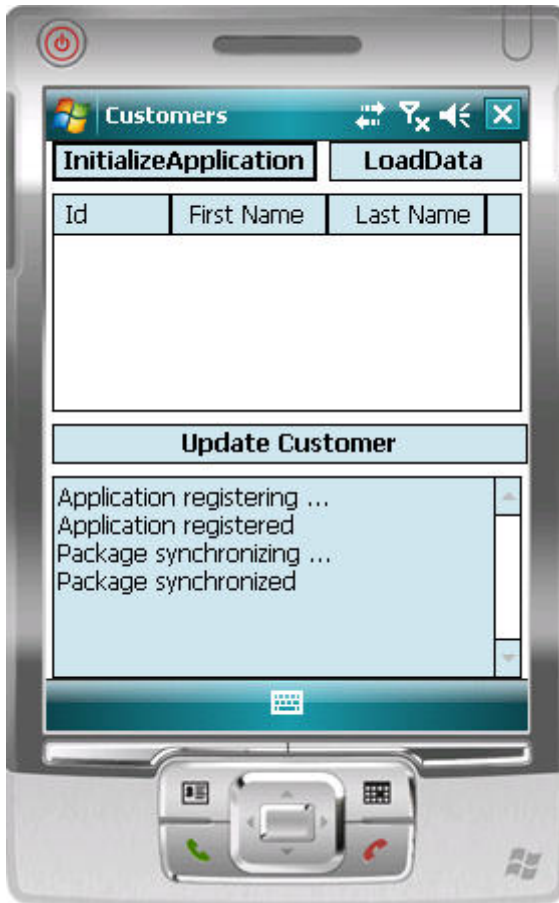 Customers
InitializeApplication LoadData
Id First Name Last Name
Update Customer
Application registering ...
Application registered
Package synchronizing ...
Package synchronized